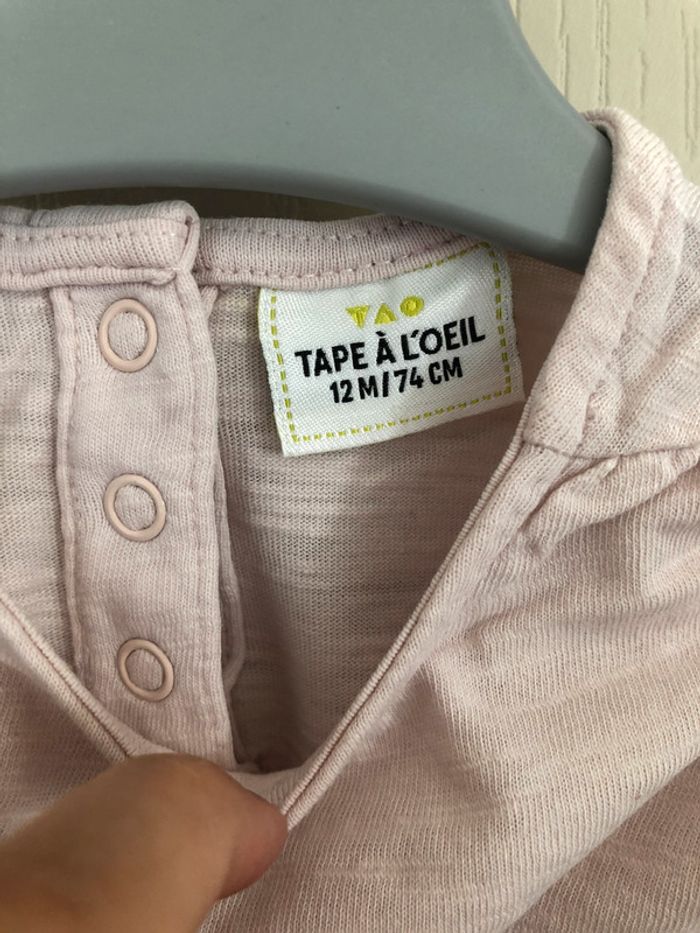 TAO
TAPE À L'OEIL
12 M/74 CM